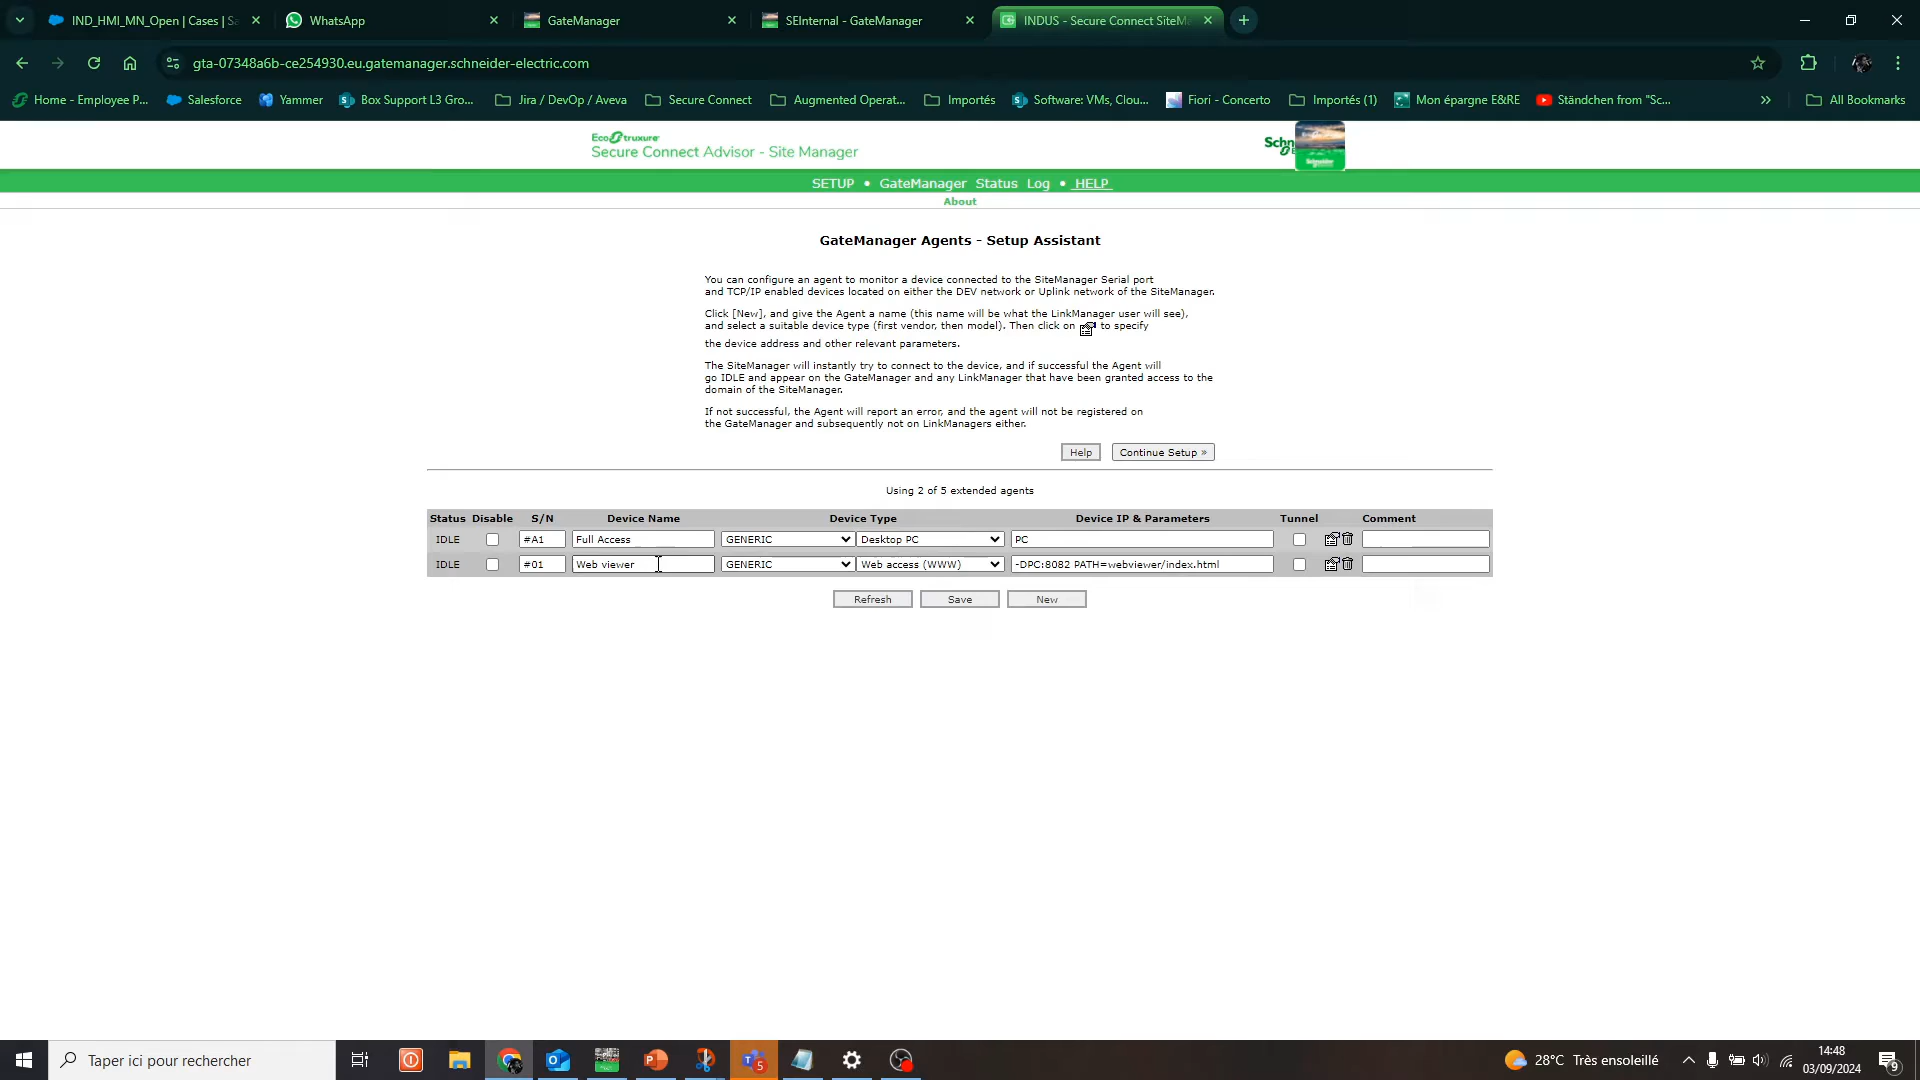 IND_HMI_MN_Open | Cases | S
WhatsApp
GateManager
SEInternal - GateManager
INDUS - Secure Connect SiteM
gta-07348a6b-ce254930.eu.gatemanager.schneider-electric.com
Home - Employee P...
Salesforce
Yammer
Box Support L3 Gro...
Jira / DevOp / Aveva
Secure Connect
Augmented Operat...
Importés
Software: VMs, Clou...
Fiori - Concerto
Importés (1)
Mon épargne E&RE
Ständchen from "Sc...
»
All Bookmarks
EcoStruxure
Secure Connect Advisor - Site Manager
Schn
SETUP • GateManager Status Log • HELP
About
GateManager Agents - Setup Assistant
You can configure an agent to monitor a device connected to the SiteManager Serial port
and TCP/IP enabled devices located on either the DEV network or Uplink network of the SiteManager.
Click [New], and give the Agent a name (this name will be what the LinkManager user will see),
and select a suitable device type (first vendor, then model). Then click on to specify
the device address and other relevant parameters.
The SiteManager will instantly try to connect to the device, and if successful the Agent will
go IDLE and appear on the GateManager and any LinkManager that have been granted access to the
domain of the SiteManager.
If not successful, the Agent will report an error, and the agent will not be registered on
the GateManager and subsequently not on LinkManagers either.
Help Continue Setup »
Using 2 of 5 extended agents
Status Disable S/N Device Name Device Type Device IP & Parameters Tunnel Comment
IDLE #A1 Full Access GENERIC Desktop PC PC
IDLE #01 Web viewer GENERIC Web access (WWW) -DPC:8082 PATH=webviewer/index.html
Refresh Save New
Taper ici pour rechercher
28°C Très ensoleillé
14:48
03/09/2024
5
9